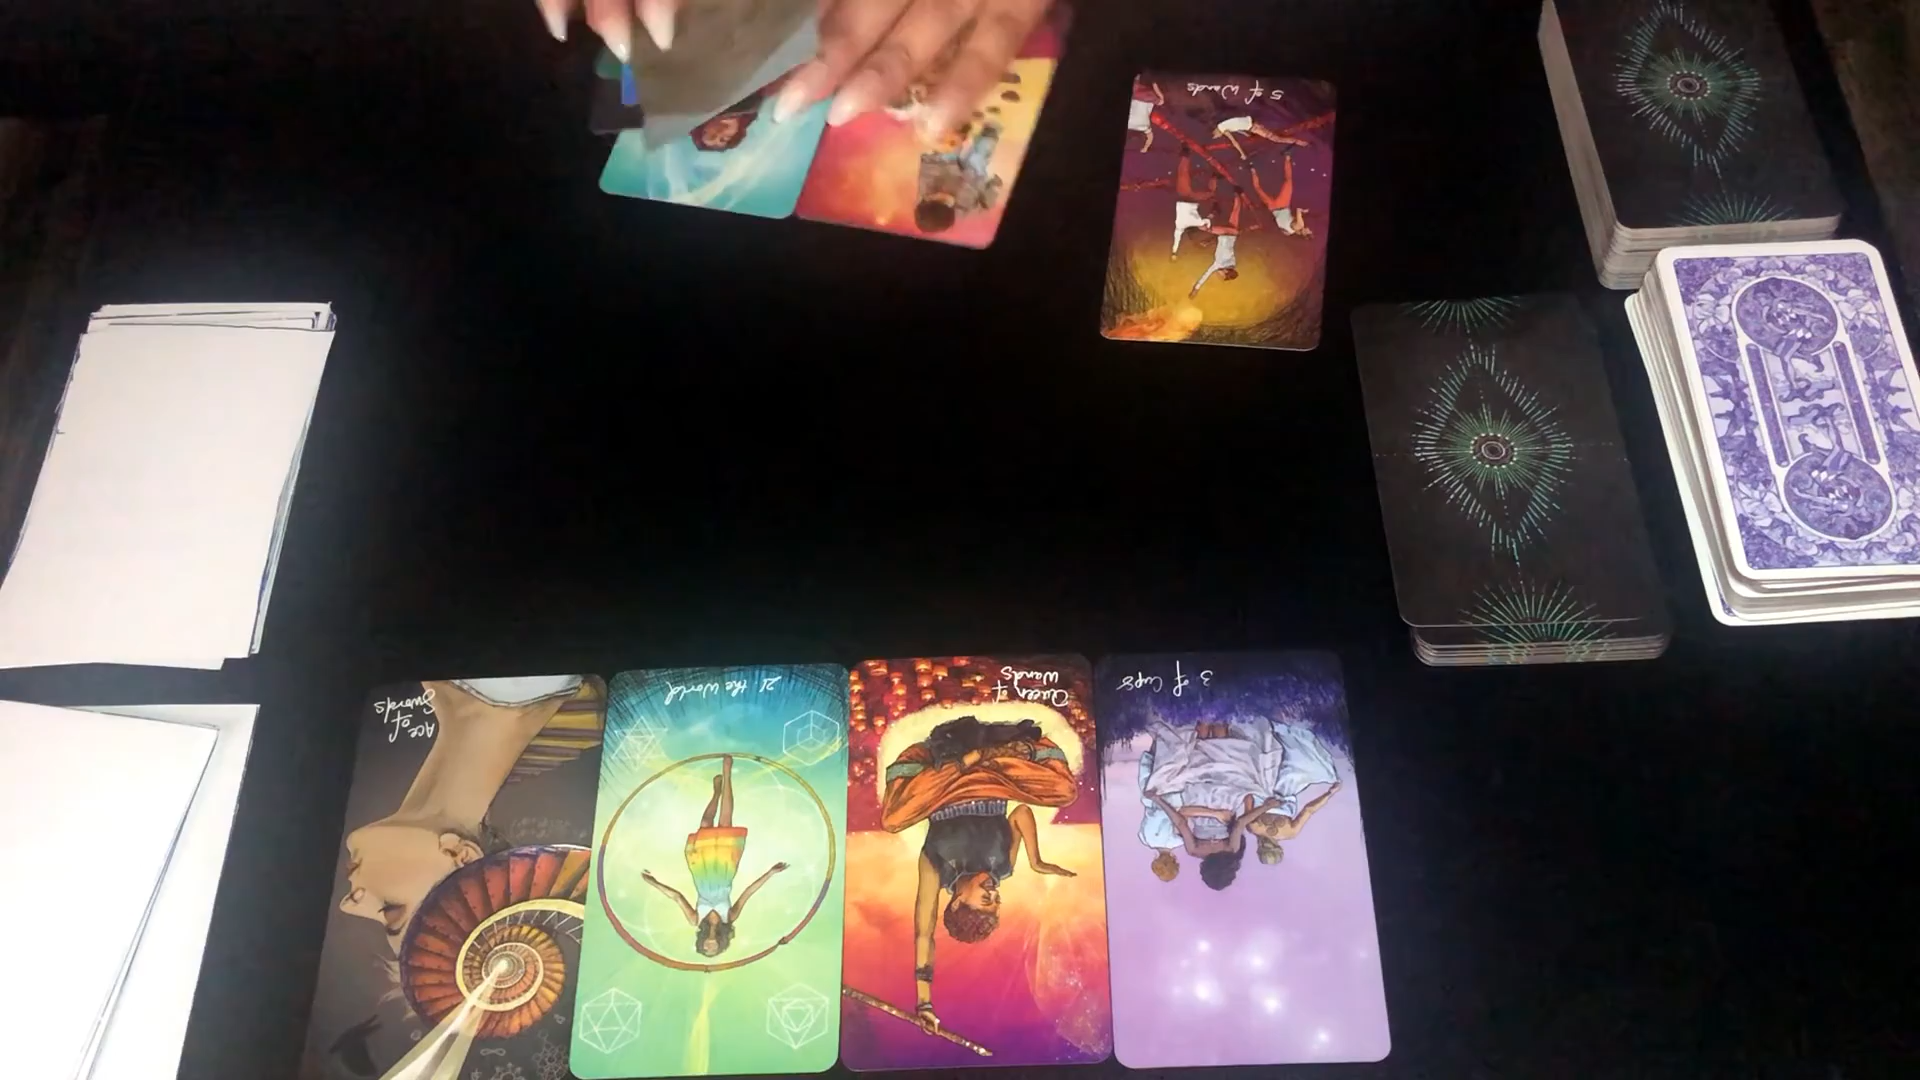 5 of Wands
Ace of
Swords
21 the World
Queen of
Wands
3 of Cups